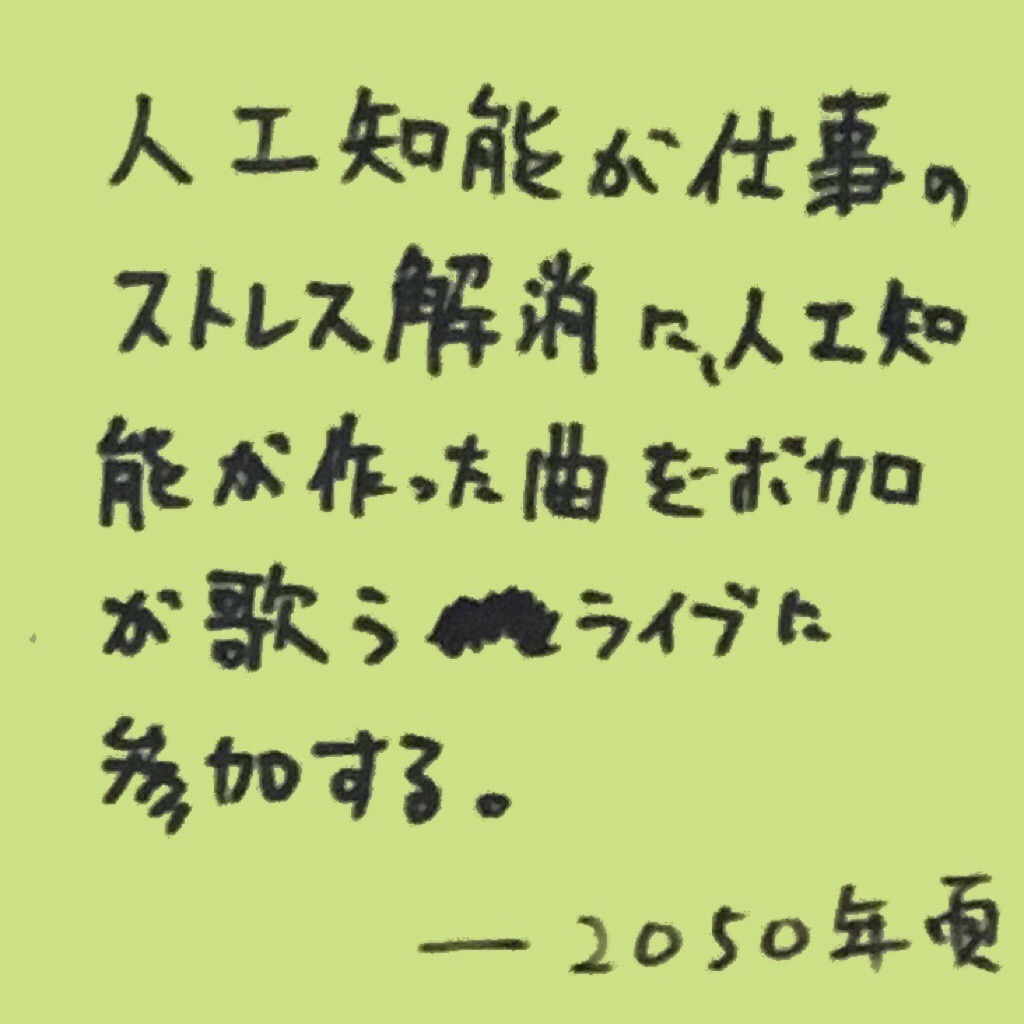 人工知能が仕事の
ストレス解消に、人工知
能が作った曲をボカロ
が歌うライブに
参加する。
— 2050年頃